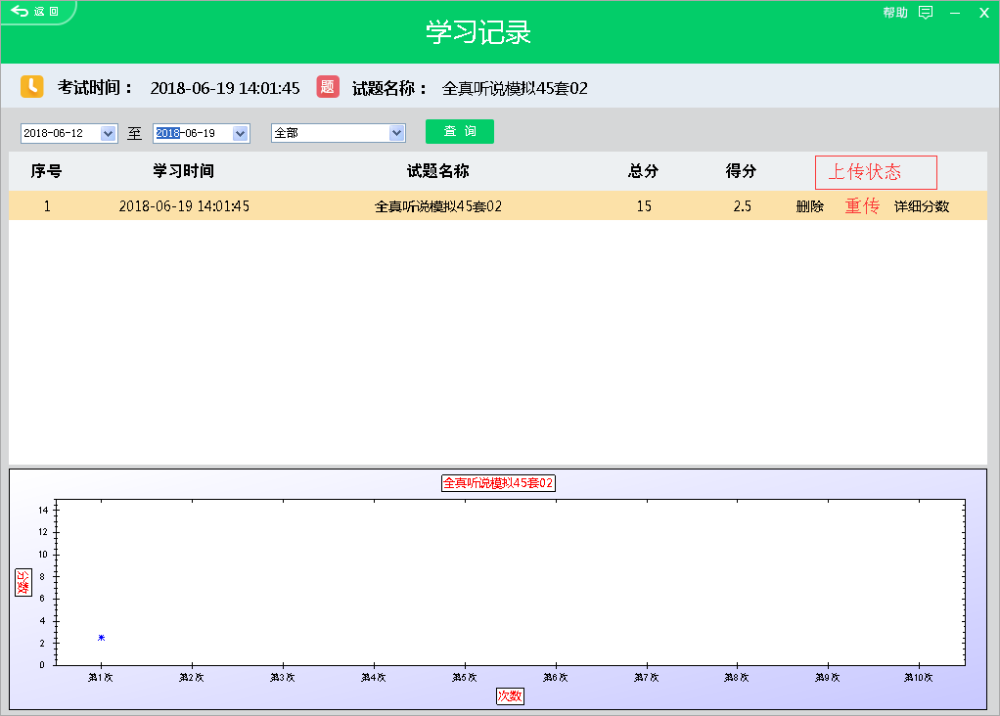 返回
帮助
学习记录
考试时间： 2018-06-19 14:01:45 题 试题名称： 全真听说模拟45套02
2018-06-12 至 2018-06-19 全部 查 询
序号 学习时间 试题名称 总分 得分 上传状态
1 2018-06-19 14:01:45 全真听说模拟45套02 15 2.5 删除 重传 详细分数
全真听说模拟45套02
14
12
10
8
6
4
2
0
分数
第1次 第2次 第3次 第4次 第5次 第6次 第7次 第8次 第9次 第10次
次数